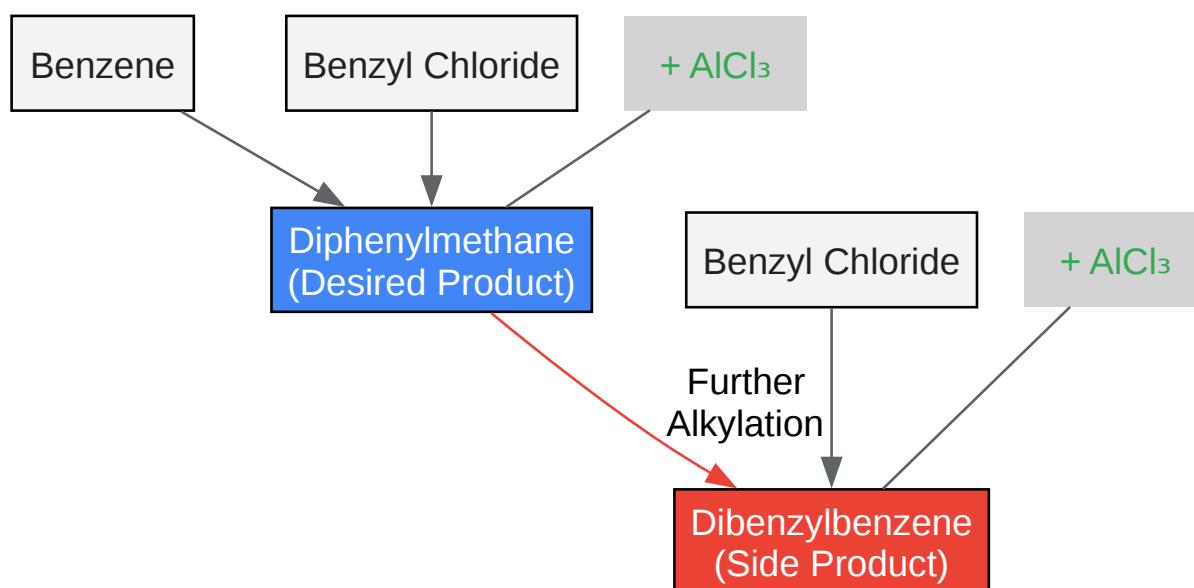 Benzene
Benzyl Chloride
+ AlCl₃
Diphenylmethane
(Desired Product)
Benzyl Chloride
+ AlCl₃
Further
Alkylation
Dibenzylbenzene
(Side Product)